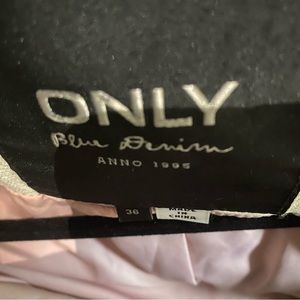 ONLY
Blue Denim
ANNO 1995
36
MADE
IN
CHINA